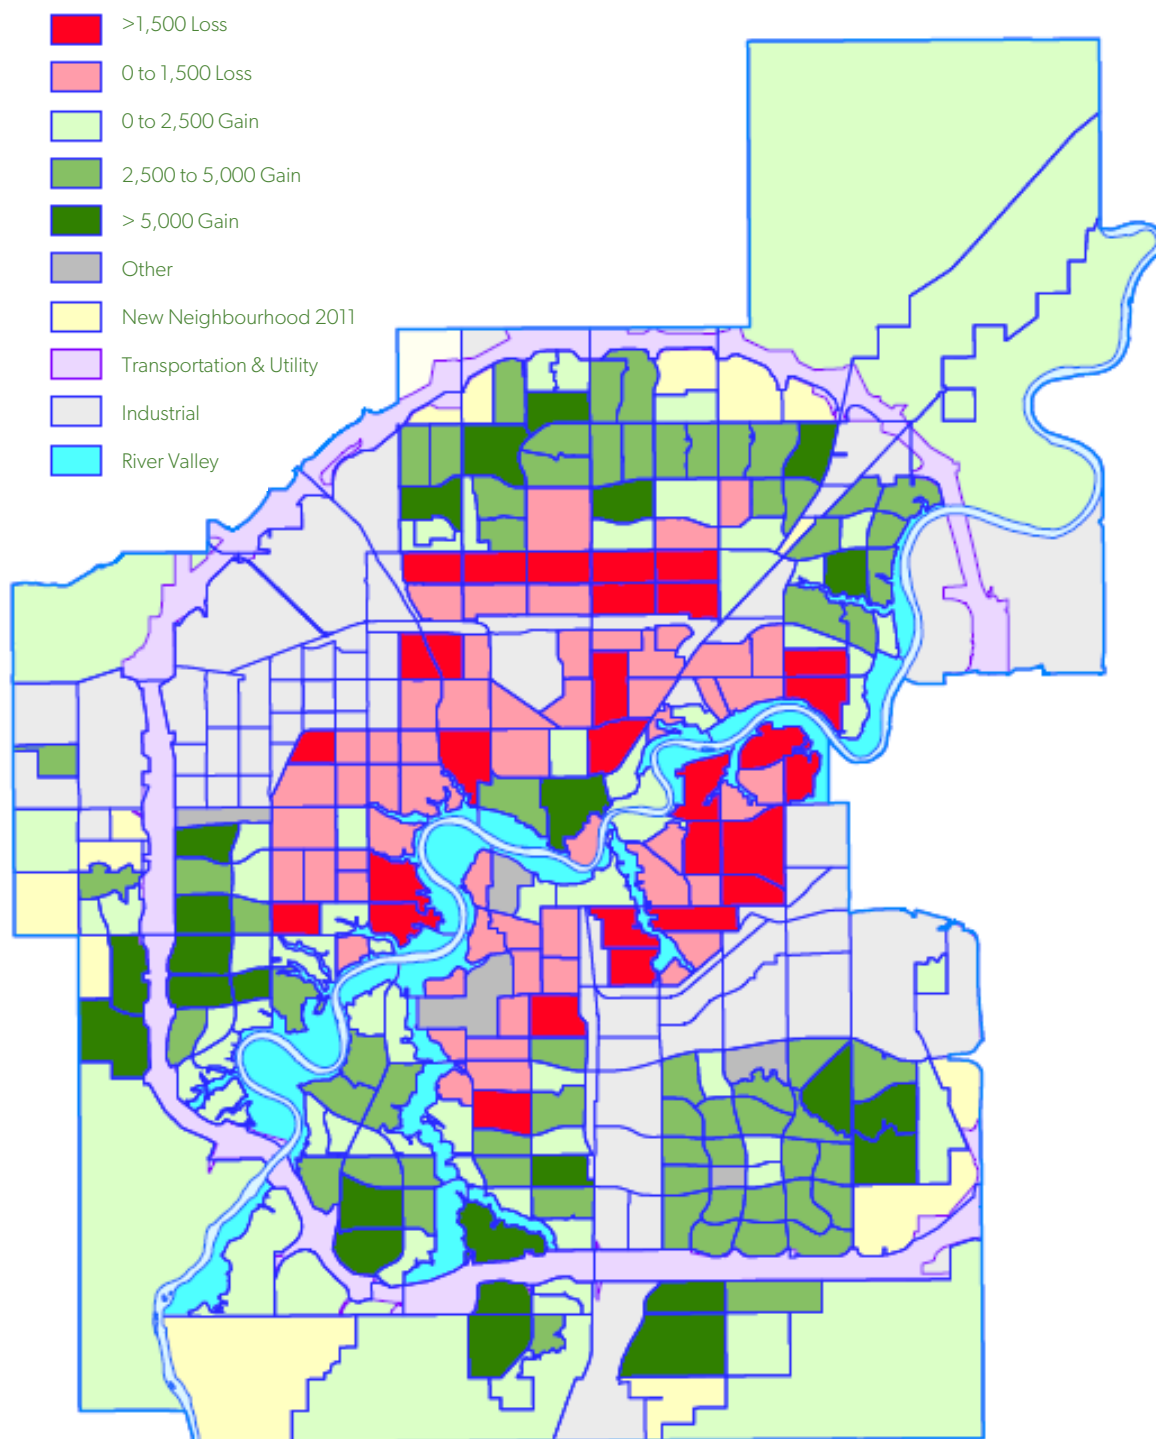 >1,500 Loss
0 to 1,500 Loss
0 to 2,500 Gain
2,500 to 5,000 Gain
> 5,000 Gain
Other
New Neighbourhood 2011
Transportation & Utility
Industrial
River Valley